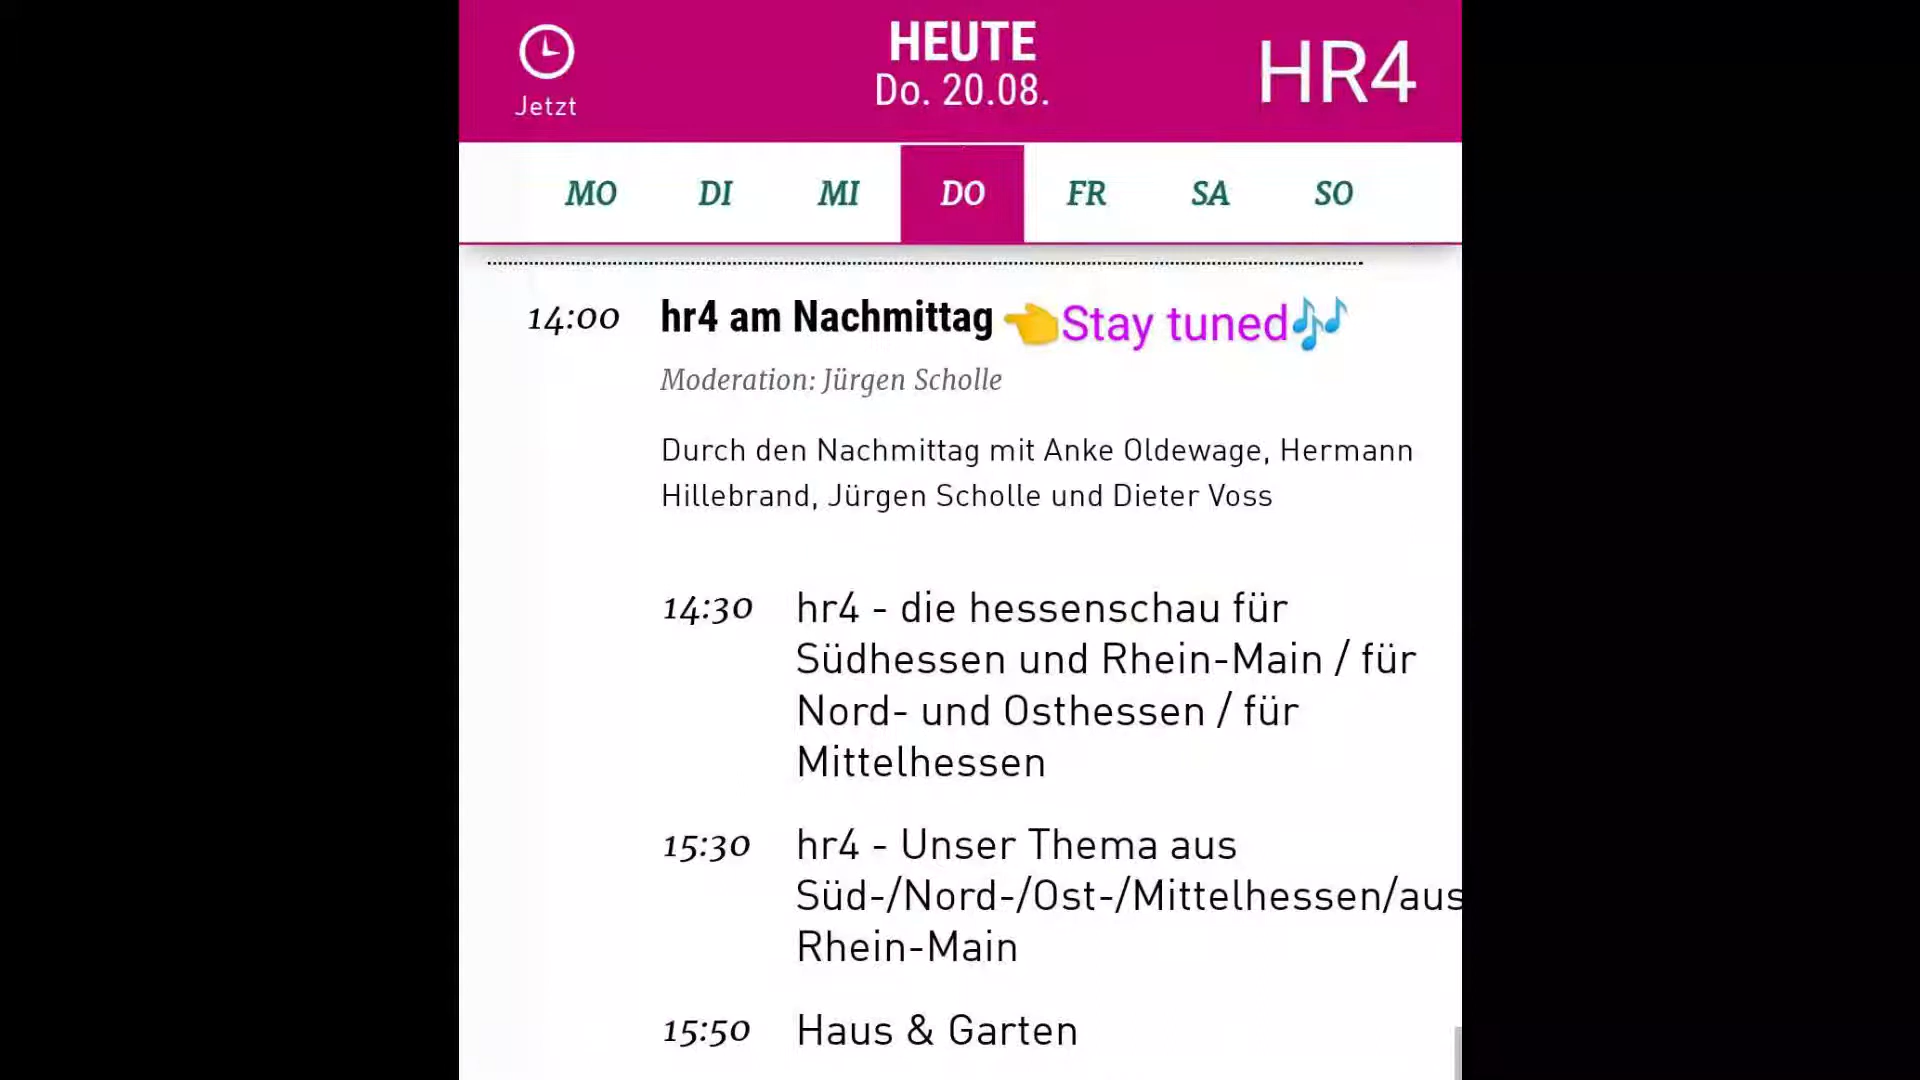 Jetzt
HEUTE
Do. 20.08.
HR4
MO DI MI DO FR SA SO
14:00 hr4 am Nachmittag 👈Stay tuned🎶
Moderation: Jürgen Scholle
Durch den Nachmittag mit Anke Oldewage, Hermann
Hillebrand, Jürgen Scholle und Dieter Voss
14:30 hr4 - die hessenschau für
Südhessen und Rhein-Main / für
Nord- und Osthessen / für
Mittelhessen
15:30 hr4 - Unser Thema aus
Süd-/Nord-/Ost-/Mittelhessen/aus
Rhein-Main
15:50 Haus & Garten